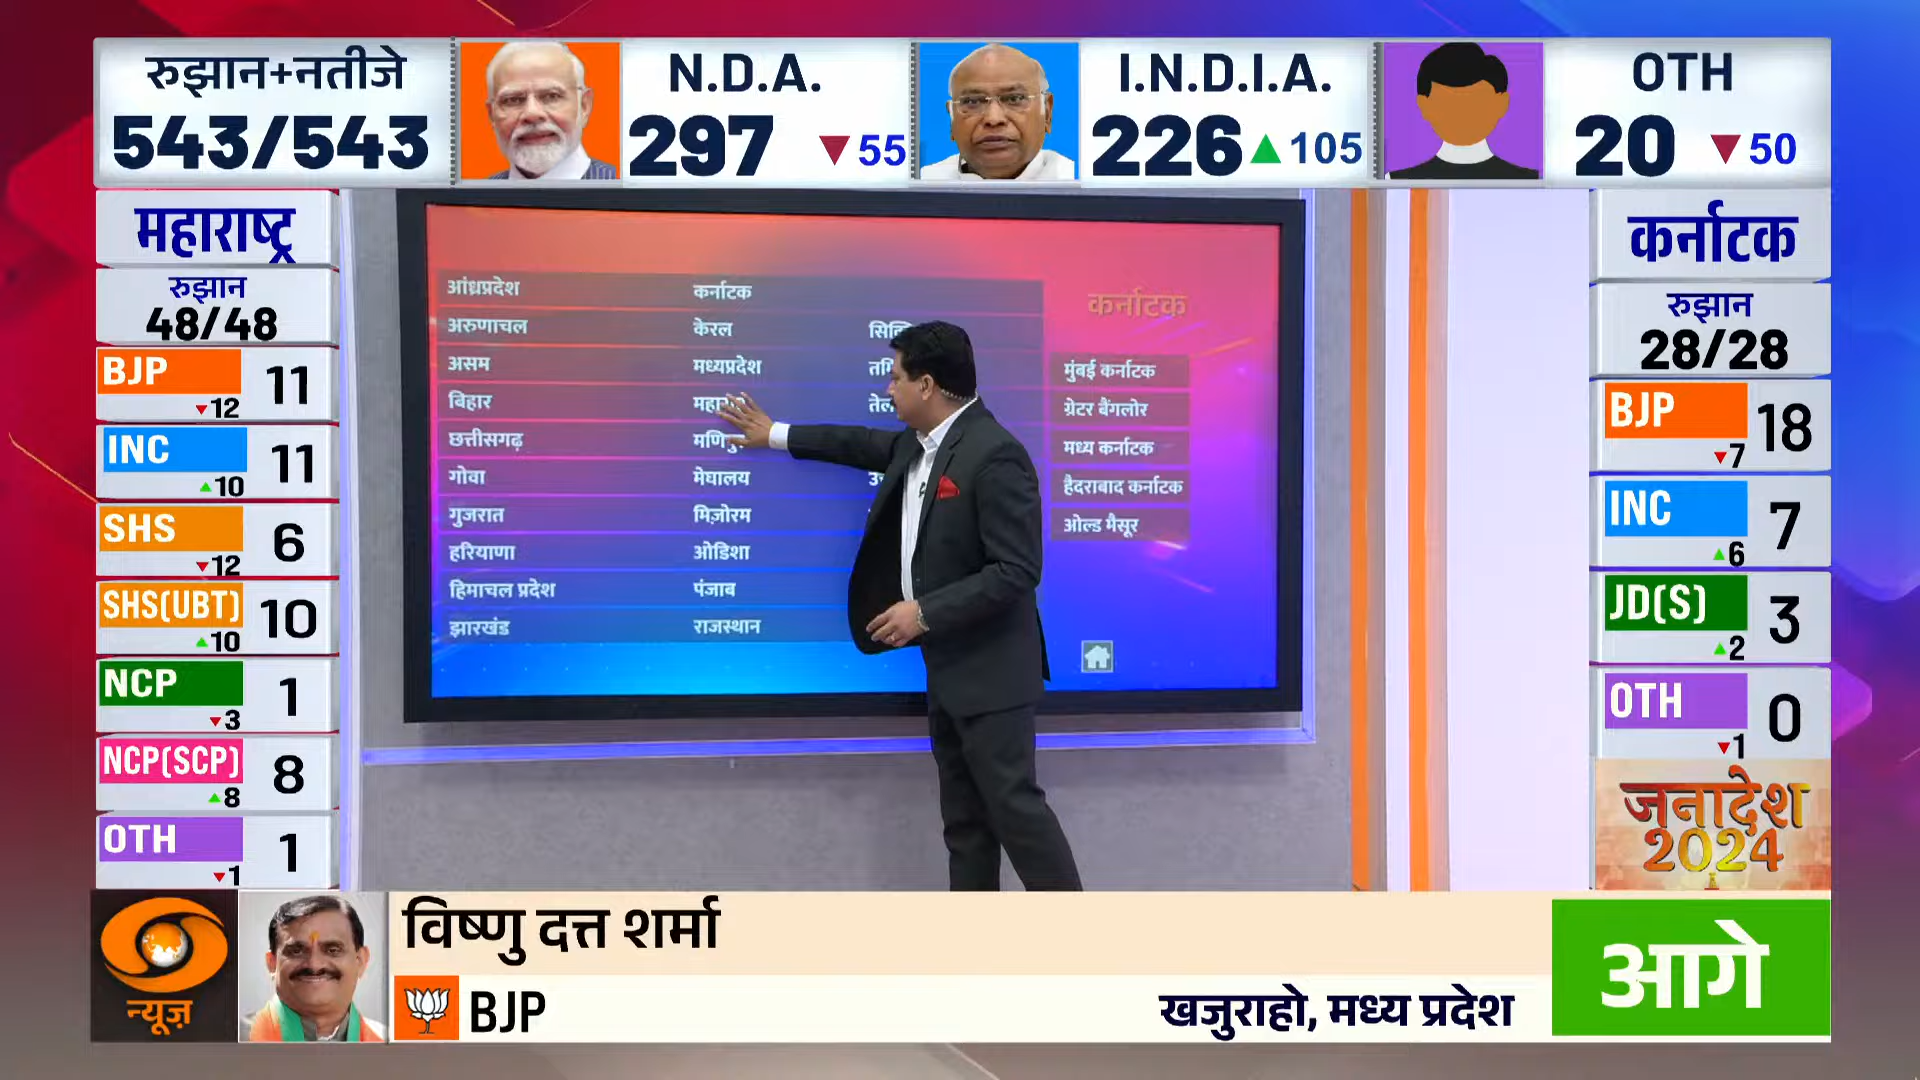 रुझान+नतीजे
543/543
N.D.A.
297 ▼55
I.N.D.I.A.
226 ▲105
OTH
20 ▼50
महाराष्ट्र
रुझान
48/48
BJP 11
▼12
INC 11
▲10
SHS 6
▼12
SHS(UBT) 10
▲10
NCP 1
▼3
NCP(SCP) 8
▲8
OTH 1
▼1
आंध्रप्रदेश
अरुणाचल
असम
बिहार
छत्तीसगढ़
गोवा
गुजरात
हरियाणा
हिमाचल प्रदेश
झारखंड
कर्नाटक
केरल
मध्यप्रदेश
मेघालय
मिज़ोरम
ओडिशा
पंजाब
राजस्थान
कर्नाटक
मुंबई कर्नाटक
ग्रेटर बैंगलोर
मध्य कर्नाटक
हैदराबाद कर्नाटक
ओल्ड मैसूर
कर्नाटक
रुझान
28/28
BJP 18
▼7
INC 7
▲6
JD(S) 3
▲2
OTH 0
▼1
जनादेश
2024
न्यूज़
विष्णु दत्त शर्मा
BJP
खजुराहो, मध्य प्रदेश
आगे